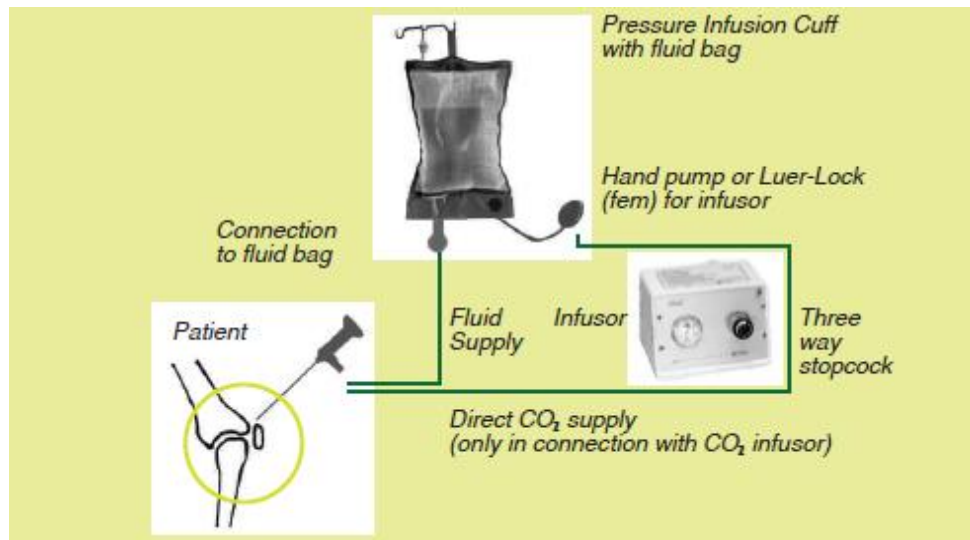 Pressure Infusion Cuff
with fluid bag
Hand pump or Luer-Lock
(fem) for infusor
Connection
to fluid bag
Patient
Fluid
Supply
Infusor
Three
way
stopcock
Direct CO₂ supply
(only in connection with CO₂ infusor)